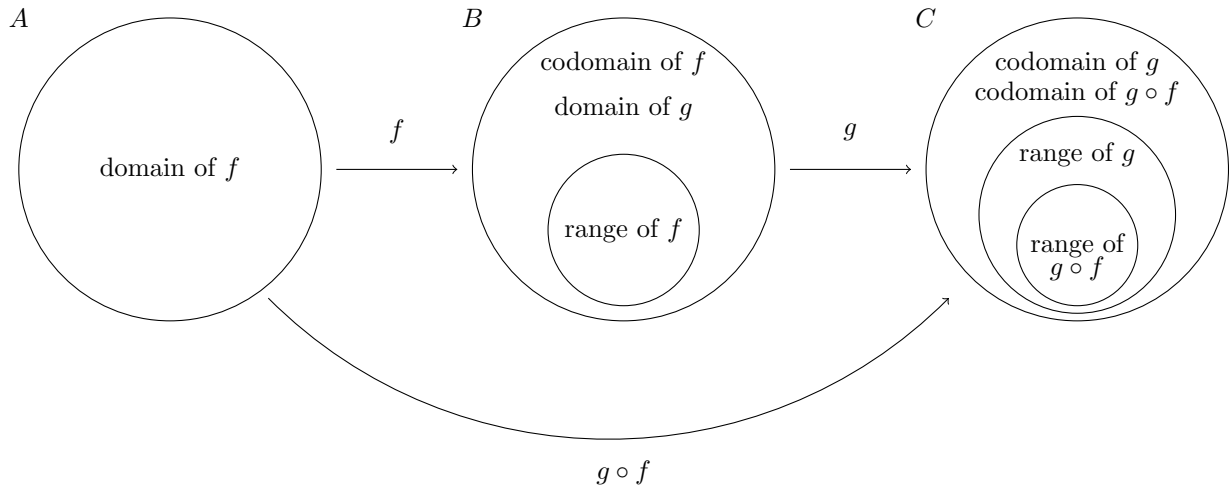 A
B
C
codomain of f
domain of g
codomain of g
codomain of g ∘ f
f
g
range of g
domain of f
range of f
range of
g ∘ f
g ∘ f